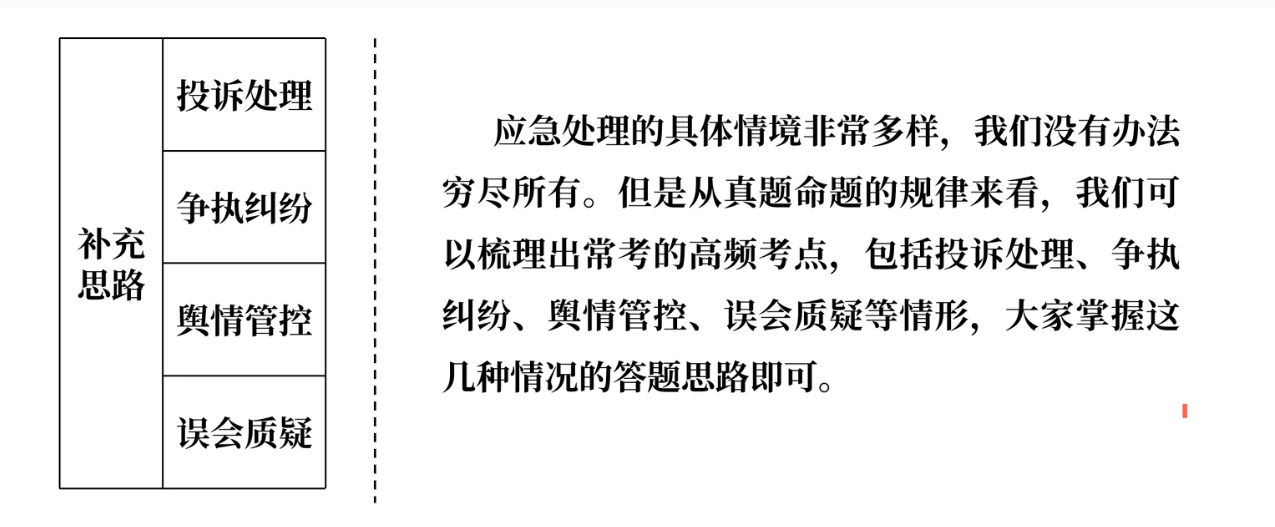 补充
思路
投诉处理
争执纠纷
舆情管控
误会质疑
应急处理的具体情境非常多样，我们没有办法
穷尽所有。但是从真题命题的规律来看，我们可
以梳理出常考的高频考点，包括投诉处理、争执
纠纷、舆情管控、误会质疑等情形，大家掌握这
几种情况的答题思路即可。